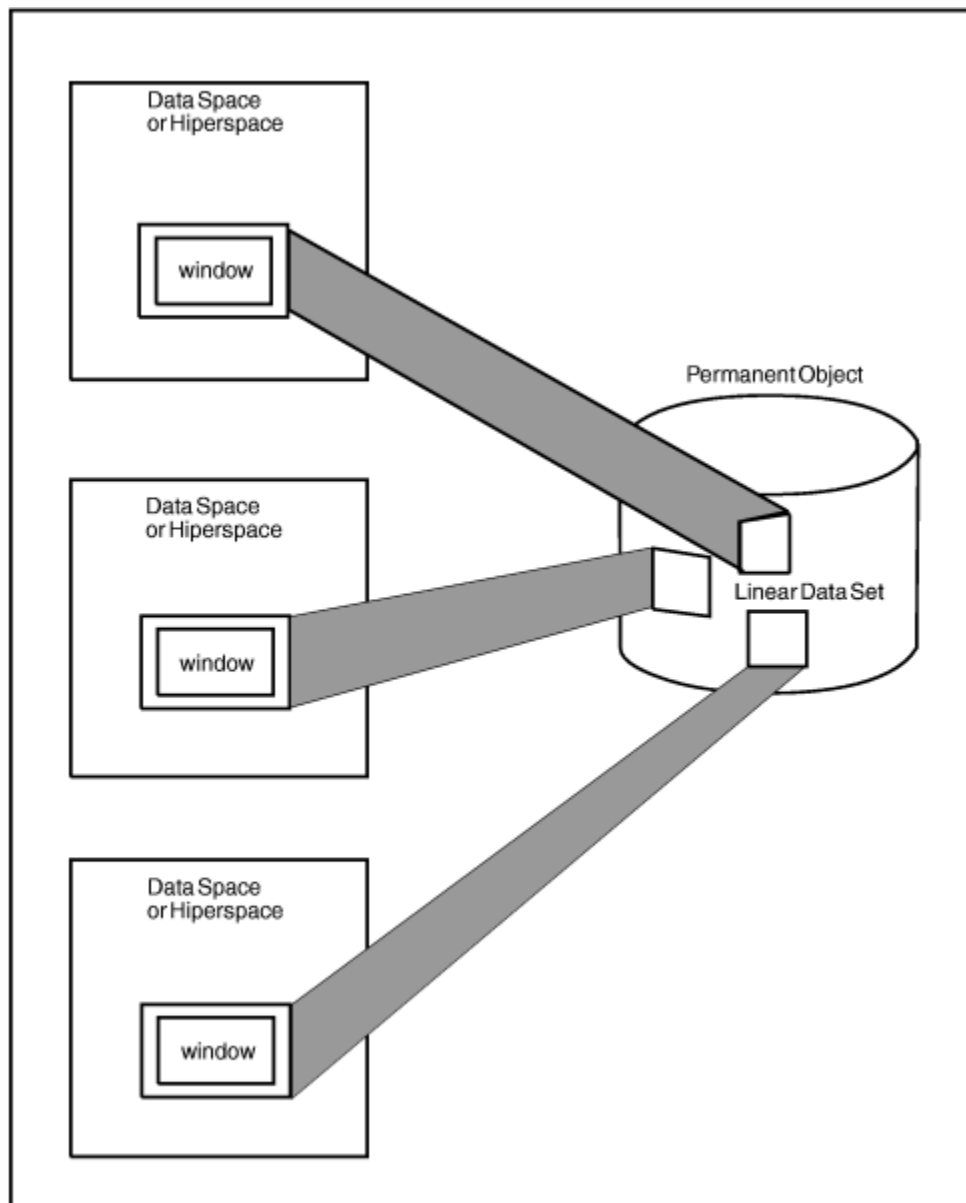 Data Space
or Hiperspace
window
Permanent Object
Data Space
or Hiperspace
Linear Data Set
window
Data Space
or Hiperspace
window